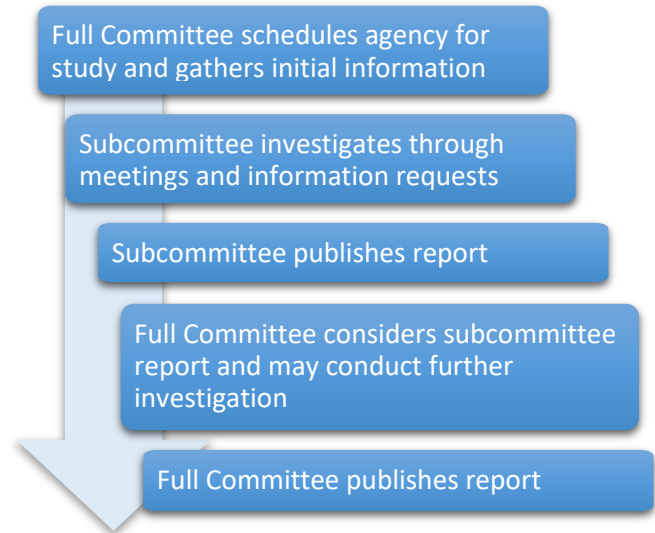 Full Committee schedules agency for
study and gathers initial information
Subcommittee investigates through
meetings and information requests
Subcommittee publishes report
Full Committee considers subcommittee
report and may conduct further
investigation
Full Committee publishes report